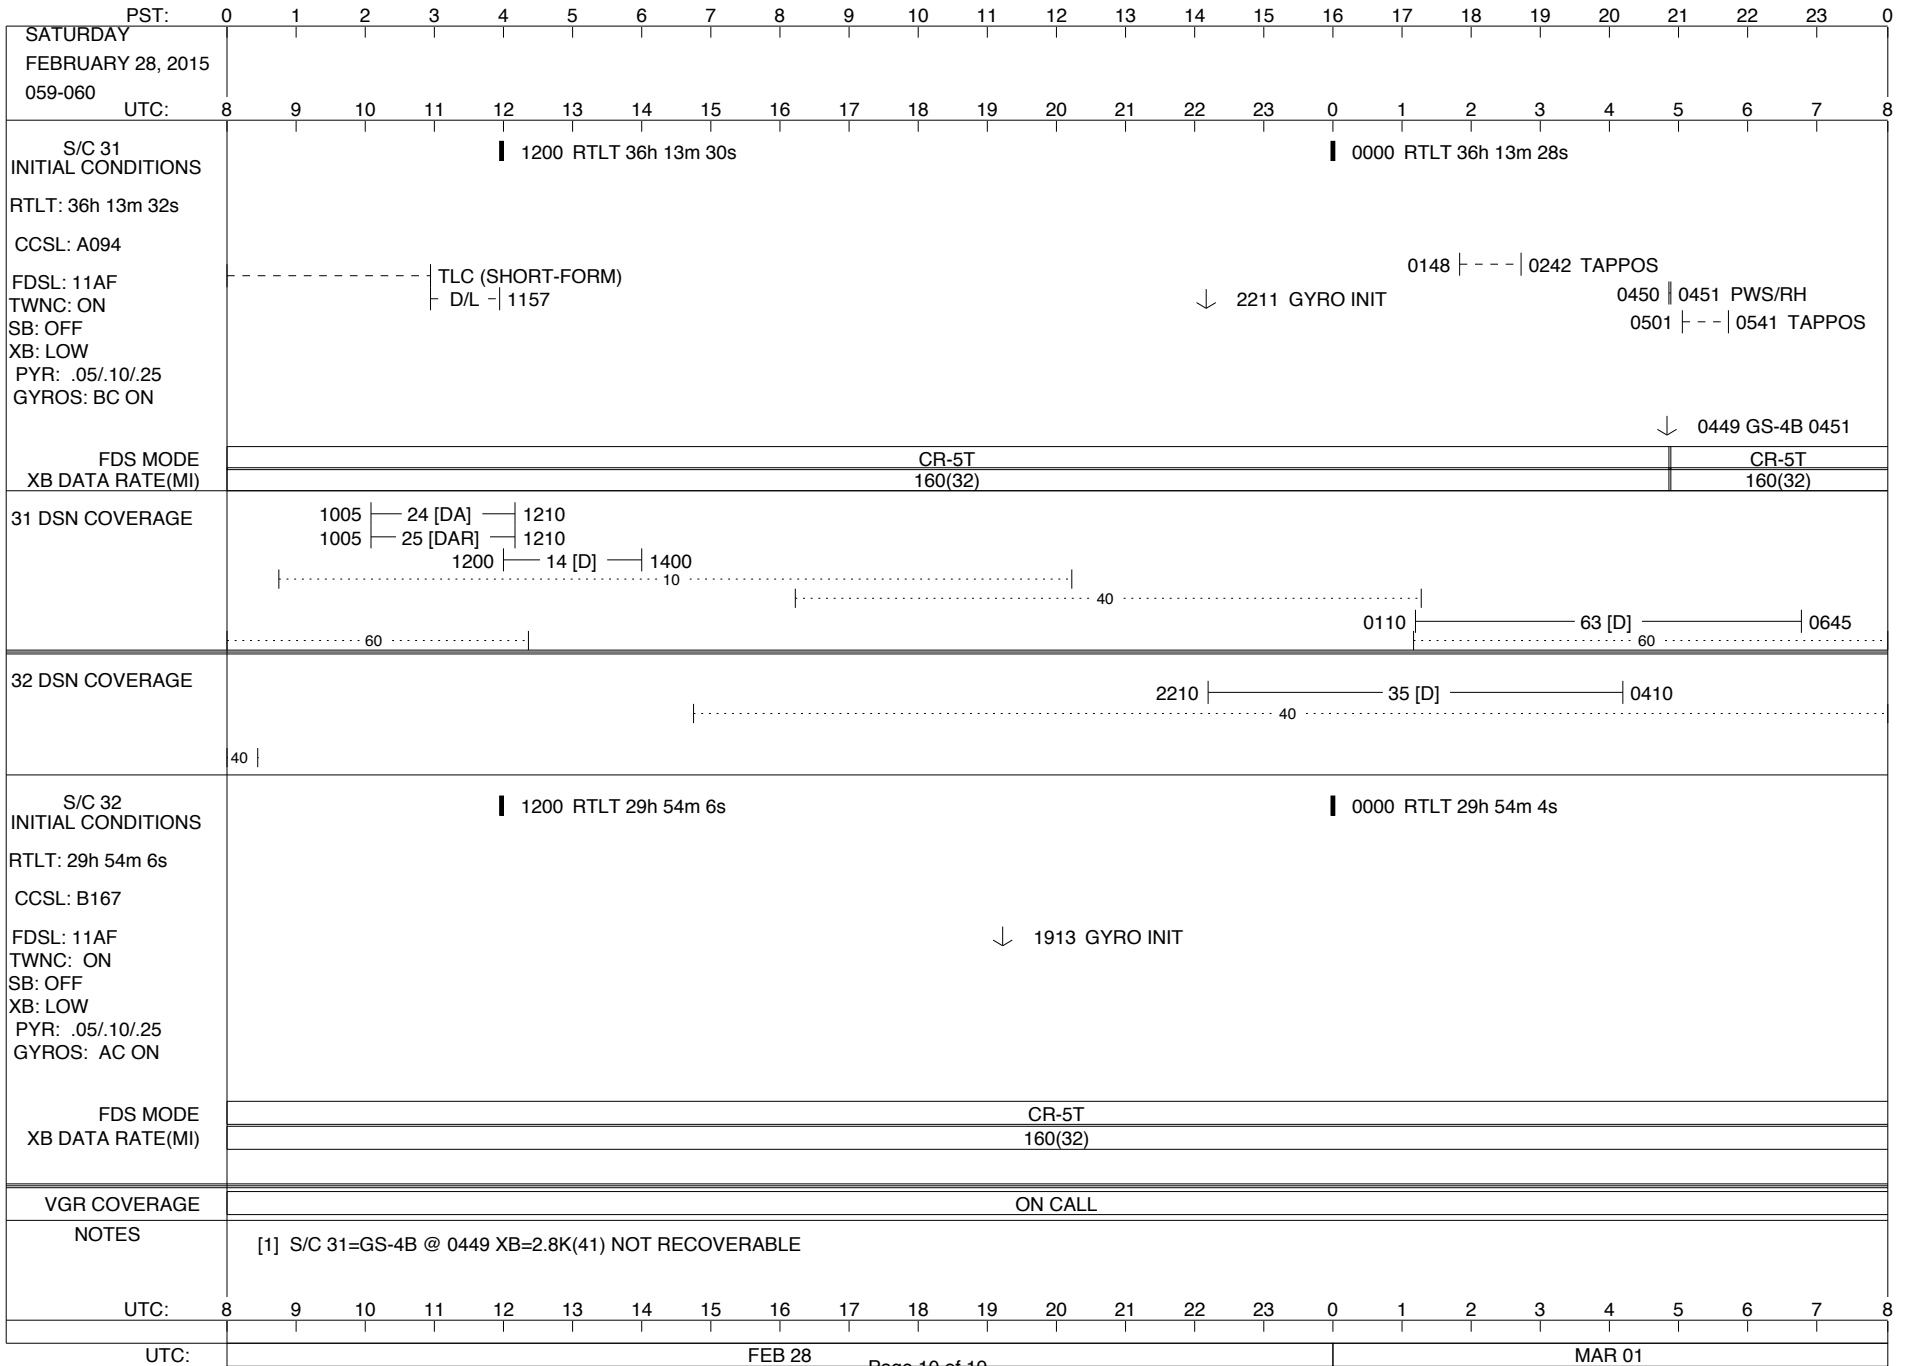 PST: 0 1 2 3 4 5 6 7 8 9 10 11 12 13 14 15 16 17 18 19 20 21 22 23 0
SATURDAY
FEBRUARY 28, 2015
059-060
UTC: 8 9 10 11 12 13 14 15 16 17 18 19 20 21 22 23 0 1 2 3 4 5 6 7 8
S/C 31
INITIAL CONDITIONS
1200 RTLT 36h 13m 30s
0000 RTLT 36h 13m 28s
RTLT: 36h 13m 32s
CCSL: A094
FDSL: 11AF
TWNC: ON
SB: OFF
XB: LOW
PYR: .05/.10/.25
GYROS: BC ON
TLC (SHORT-FORM)
D/L 1157
2211 GYRO INIT
0148 0242 TAPPOS
0450 0451 PWS/RH
0501 0541 TAPPOS
0449 GS-4B 0451
FDS MODE CR-5T CR-5T
XB DATA RATE(MI) 160(32) 160(32)
31 DSN COVERAGE
1005 24 [DA] 1210
1005 25 [DAR] 1210
1200 14 [D] 1400
10
40
0110 63 [D] 0645
60 60
32 DSN COVERAGE
2210 35 [D] 0410
40
40
S/C 32
INITIAL CONDITIONS
1200 RTLT 29h 54m 6s
0000 RTLT 29h 54m 4s
RTLT: 29h 54m 6s
CCSL: B167
FDSL: 11AF
TWNC: ON
SB: OFF
XB: LOW
PYR: .05/.10/.25
GYROS: AC ON
1913 GYRO INIT
FDS MODE CR-5T
XB DATA RATE(MI) 160(32)
VGR COVERAGE ON CALL
NOTES
[1] S/C 31=GS-4B @ 0449 XB=2.8K(41) NOT RECOVERABLE
UTC: 8 9 10 11 12 13 14 15 16 17 18 19 20 21 22 23 0 1 2 3 4 5 6 7 8
UTC: FEB 28 MAR 01
Page 10 of 10